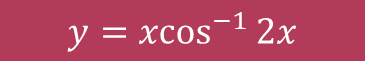 y = xcos⁻¹ 2x